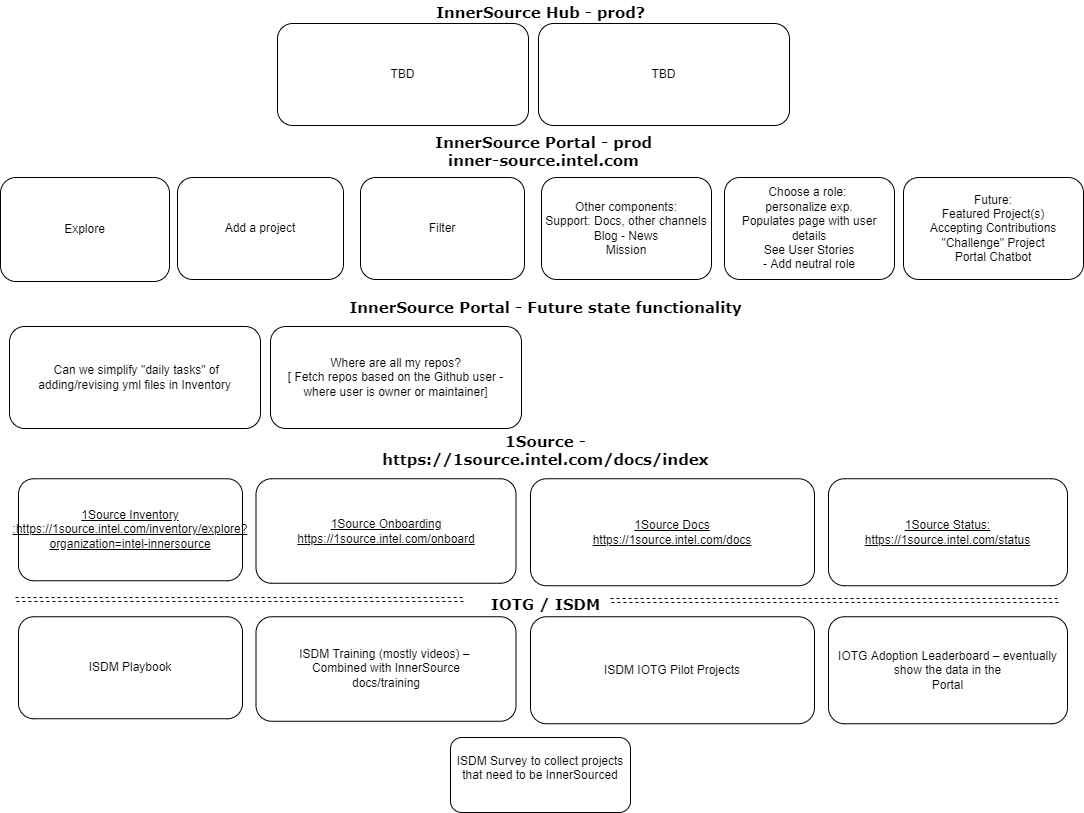 InnerSource Hub - prod?
TBD
TBD
InnerSource Portal - prod
inner-source.intel.com
Explore
Add a project
Filter
Other components:
Support: Docs, other channels
Blog - News
Mission
Choose a role:
personalize exp.
Populates page with user
details
See User Stories
- Add neutral role
Future:
Featured Project(s)
Accepting Contributions
"Challenge" Project
Portal Chatbot
InnerSource Portal - Future state functionality
Can we simplify "daily tasks" of
adding/revising yml files in Inventory
Where are all my repos?
[ Fetch repos based on the Github user -
where user is owner or maintainer]
1Source -
https://1source.intel.com/docs/index
1Source Inventory
:https://1source.intel.com/inventory/explore?
organization=intel-innersource
1Source Onboarding
https://1source.intel.com/onboard
1Source Docs
https://1source.intel.com/docs
1Source Status:
https://1source.intel.com/status
IOTG / ISDM
ISDM Playbook
ISDM Training (mostly videos) –
Combined with InnerSource
docs/training
ISDM IOTG Pilot Projects
IOTG Adoption Leaderboard – eventually
show the data in the
Portal
ISDM Survey to collect projects
that need to be InnerSourced